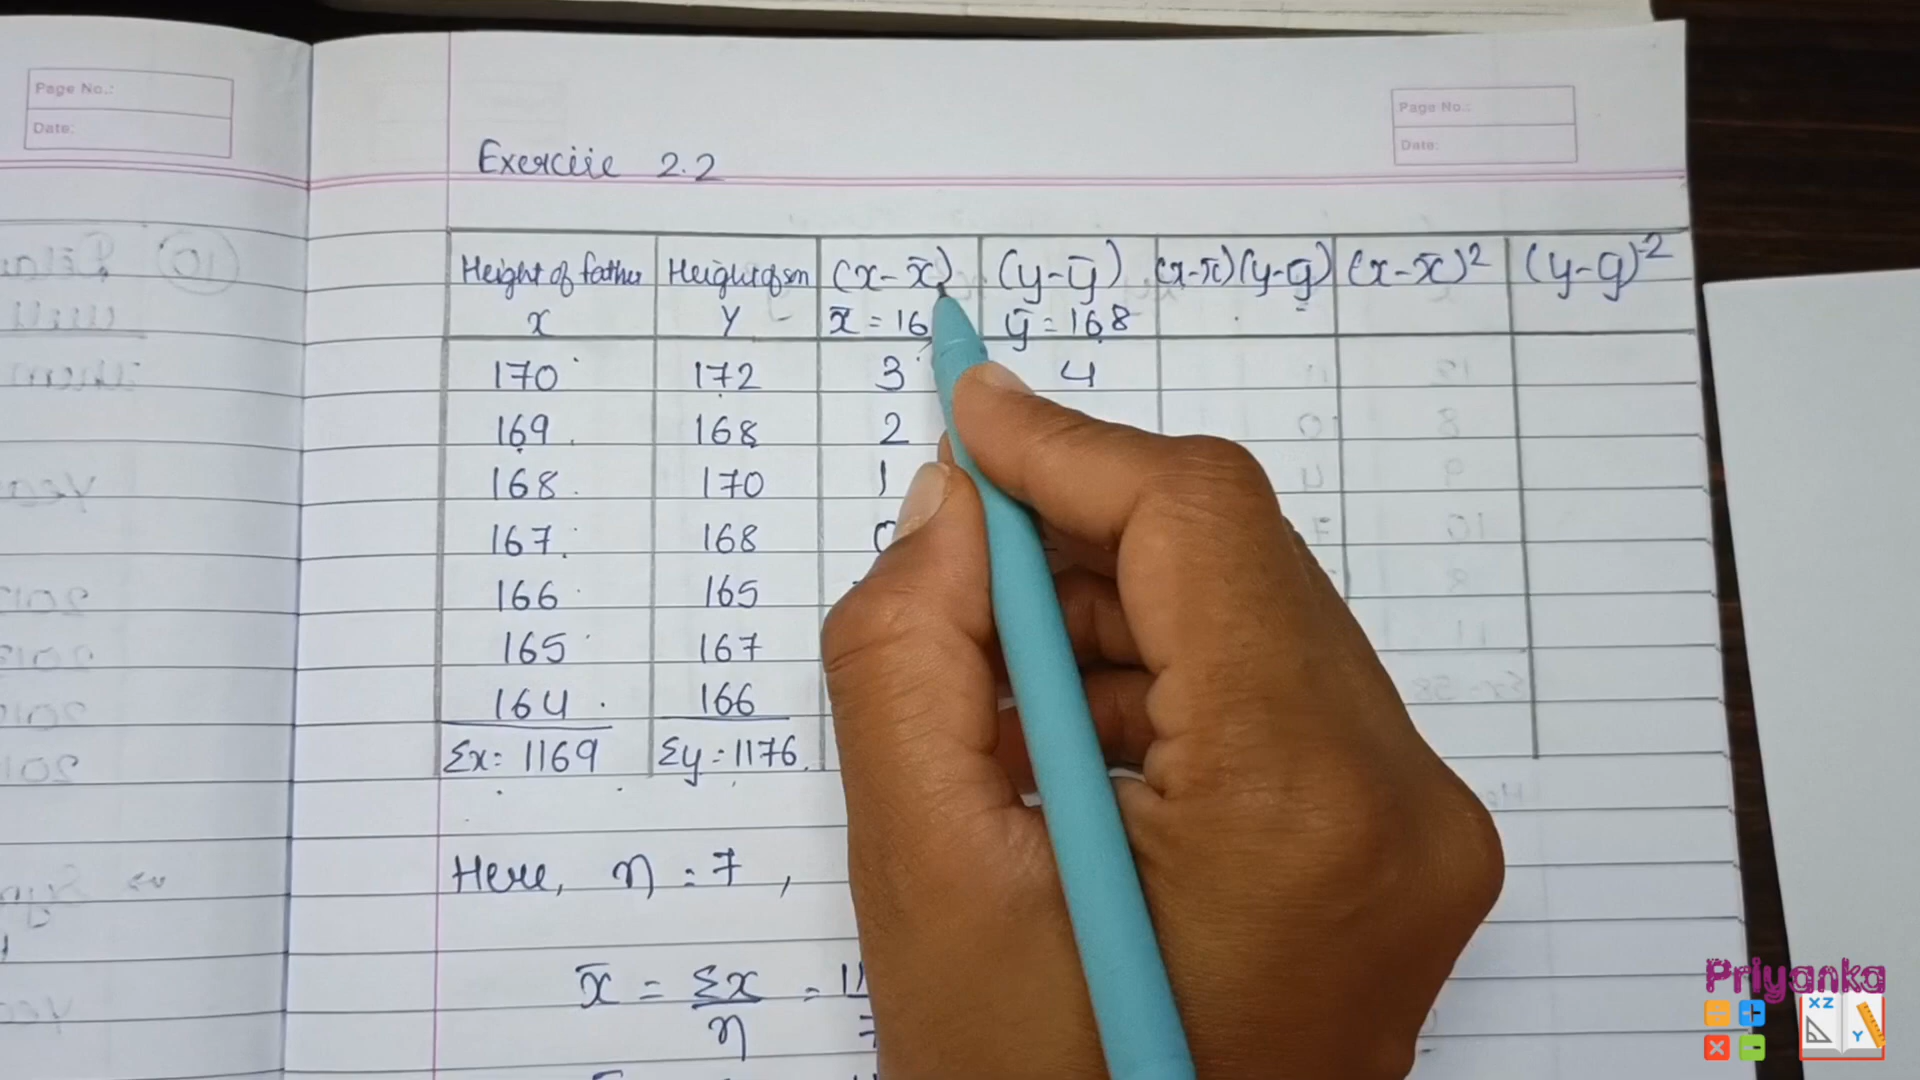 Page No.:
Date:
Page No.:
Date:
Exercise 2.2
Height of father Height of son (x-x̄) (y-ȳ) (x-x̄)(y-ȳ) (x-x̄)² (y-ȳ)²
x y x̄ = 16 ȳ = 168
170 172 3 4
169 168 2
168 170 1
167 168 0
166 165
165 167
164 166
Σx = 1169 Σy = 1176
Here, n = 7 ,
x̄ = Σx/n =
Priyanka
XZ
Y